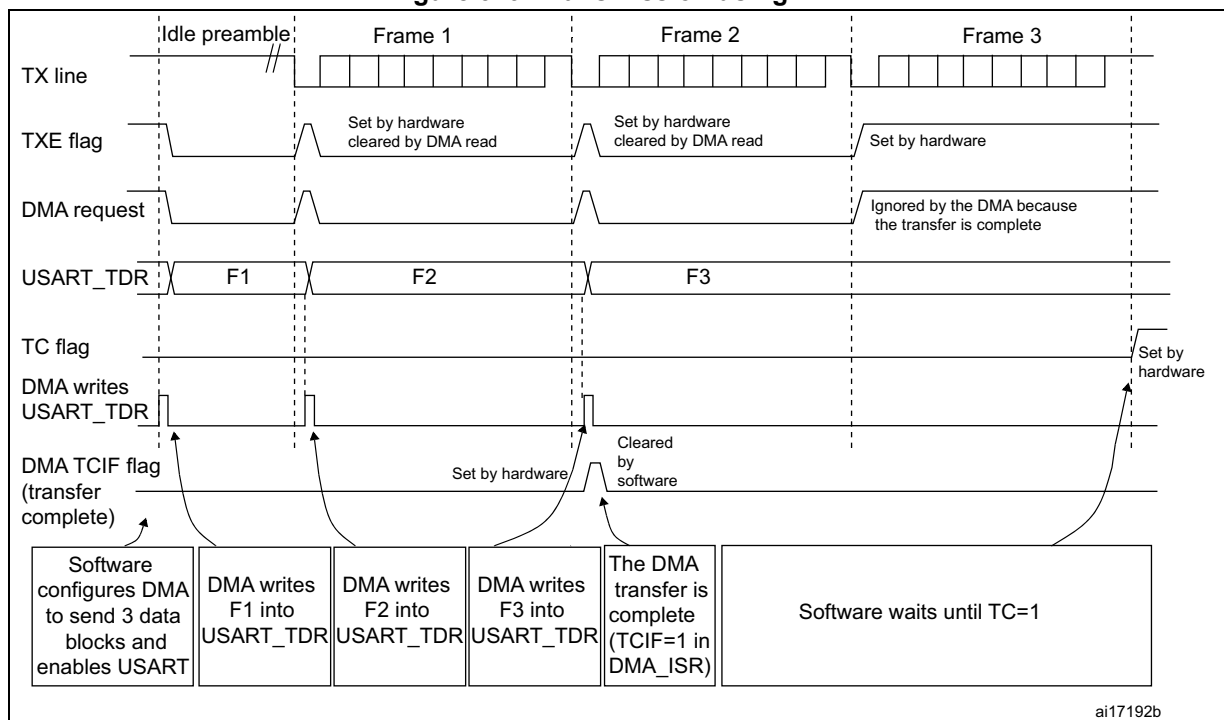 Idle preamble
Frame 1
Frame 2
Frame 3
TX line
TXE flag
Set by hardware
cleared by DMA read
Set by hardware
cleared by DMA read
Set by hardware
DMA request
Ignored by the DMA because
the transfer is complete
USART_TDR
F1
F2
F3
TC flag
Set by
hardware
DMA writes
USART_TDR
DMA TCIF flag
(transfer
complete)
Set by hardware
Cleared
by
software
Software
configures DMA
to send 3 data
blocks and
enables USART
DMA writes
F1 into
USART_TDR
DMA writes
F2 into
USART_TDR
DMA writes
F3 into
USART_TDR
The DMA
transfer is
complete
(TCIF=1 in
DMA_ISR)
Software waits until TC=1
ai17192b